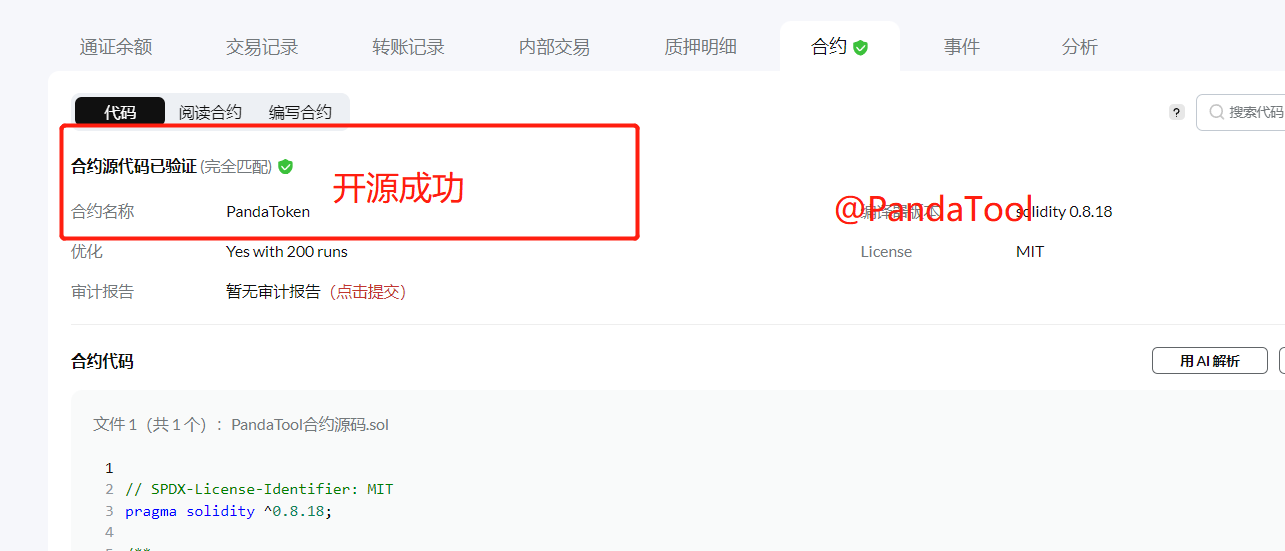 通证余额 交易记录 转账记录 内部交易 质押明细 合约 事件 分析
代码 阅读合约 编写合约 ? 搜索代码
合约源代码已验证 (完全匹配)
开源成功
合约名称 PandaToken 编译器版本 solidity 0.8.18
@PandaTool
优化 Yes with 200 runs License MIT
审计报告 暂无审计报告 (点击提交)
合约代码 用 AI 解析
文件 1（共 1 个）： PandaTool合约源码.sol
1
2 // SPDX-License-Identifier: MIT
3 pragma solidity ^0.8.18;
4
5 /**